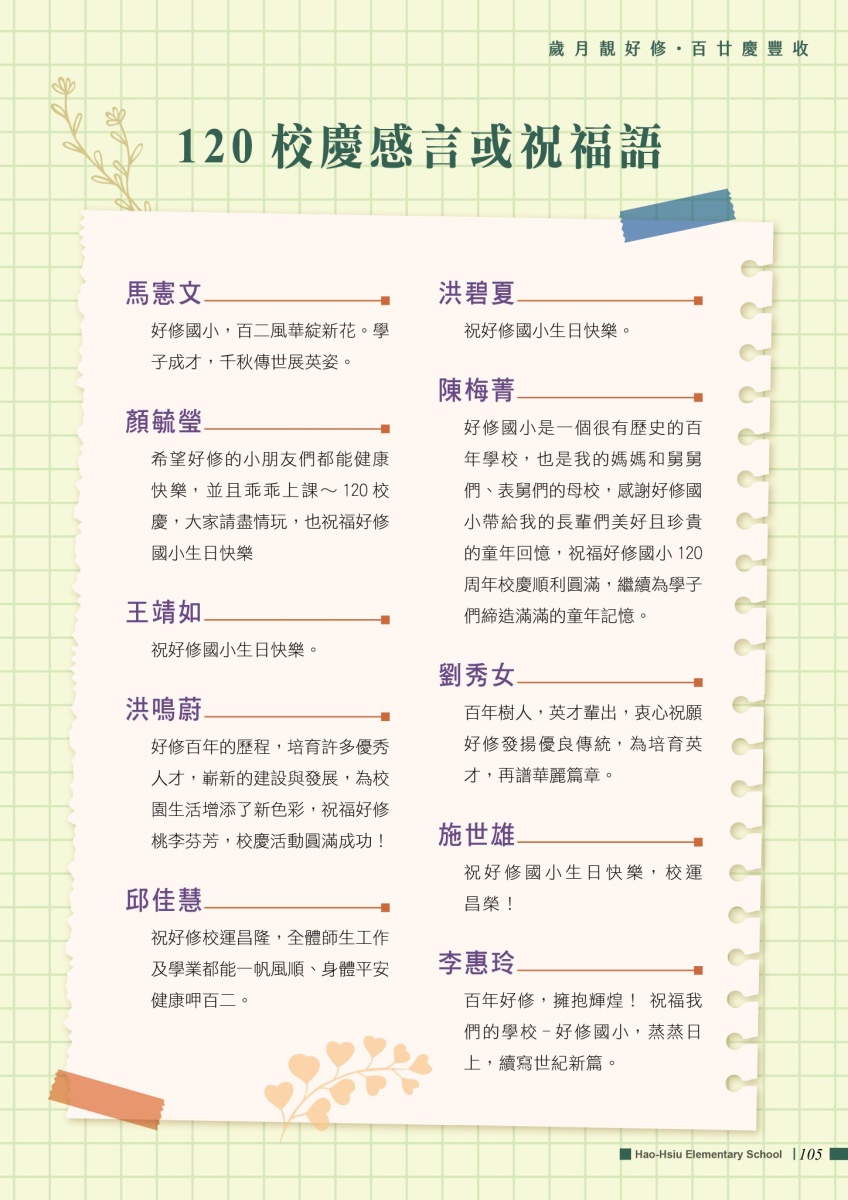 歲月靚好修·百廿慶豐收
120 校慶感言或祝福語
馬憲文
好修國小，百二風華綻新花。學
子成才，千秋傳世展英姿。
顏毓瑩
希望好修的小朋友們都能健康
快樂，並且乖乖上課～ 120 校
慶，大家請盡情玩，也祝福好修
國小生日快樂
王靖如
祝好修國小生日快樂。
洪鳴蔚
好修百年的歷程，培育許多優秀
人才，嶄新的建設與發展，為校
園生活增添了新色彩，祝福好修
桃李芬芳，校慶活動圓滿成功！
邱佳慧
祝好修校運昌隆，全體師生工作
及學業都能一帆風順、身體平安
健康呷百二。
洪碧夏
祝好修國小生日快樂。
陳梅菁
好修國小是一個很有歷史的百
年學校，也是我的媽媽和舅舅
們、表舅們的母校，感謝好修國
小帶給我的長輩們美好且珍貴
的童年回憶，祝福好修國小 120
周年校慶順利圓滿，繼續為學子
們締造滿滿的童年記憶。
劉秀女
百年樹人，英才輩出，衷心祝願
好修發揚優良傳統，為培育英
才，再譜華麗篇章。
施世雄
祝好修國小生日快樂，校運
昌榮！
李惠玲
百年好修，擁抱輝煌！ 祝福我
們的學校－好修國小，蒸蒸日
上，續寫世紀新篇。
Hao-Hsiu Elementary School | 105